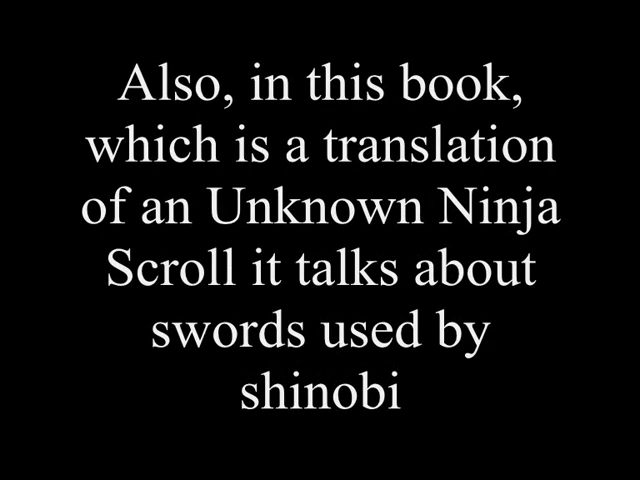 Also, in this book,
which is a translation
of an Unknown Ninja
Scroll it talks about
swords used by
shinobi